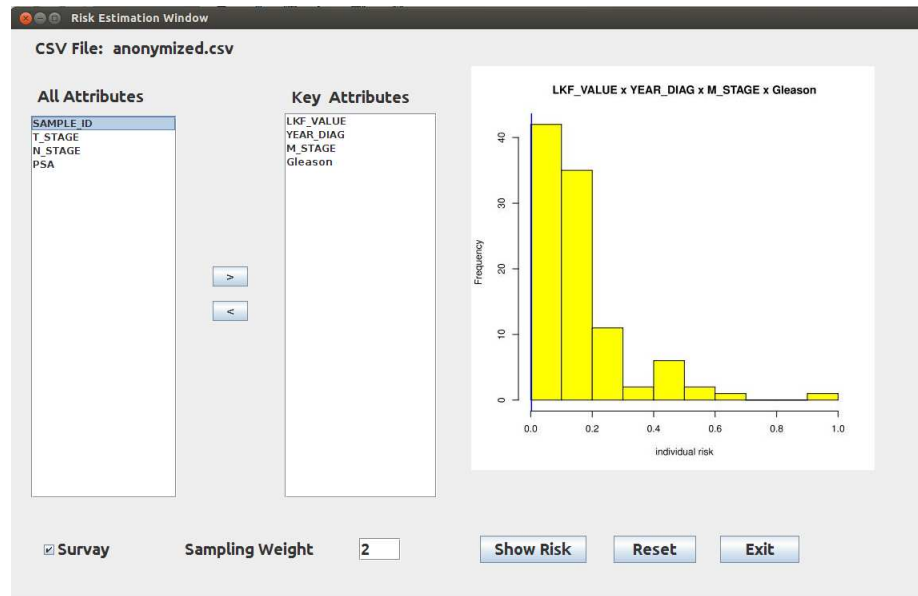 Risk Estimation Window
CSV File: anonymized.csv
All Attributes
SAMPLE_ID
T_STAGE
N_STAGE
PSA
>
<
Key Attributes
LKF_VALUE
YEAR_DIAG
M_STAGE
Gleason
LKF_VALUE x YEAR_DIAG x M_STAGE x Gleason
Frequency
40
30
20
10
0
0.0 0.2 0.4 0.6 0.8 1.0
individual risk
Survay
Sampling Weight 2
Show Risk
Reset
Exit